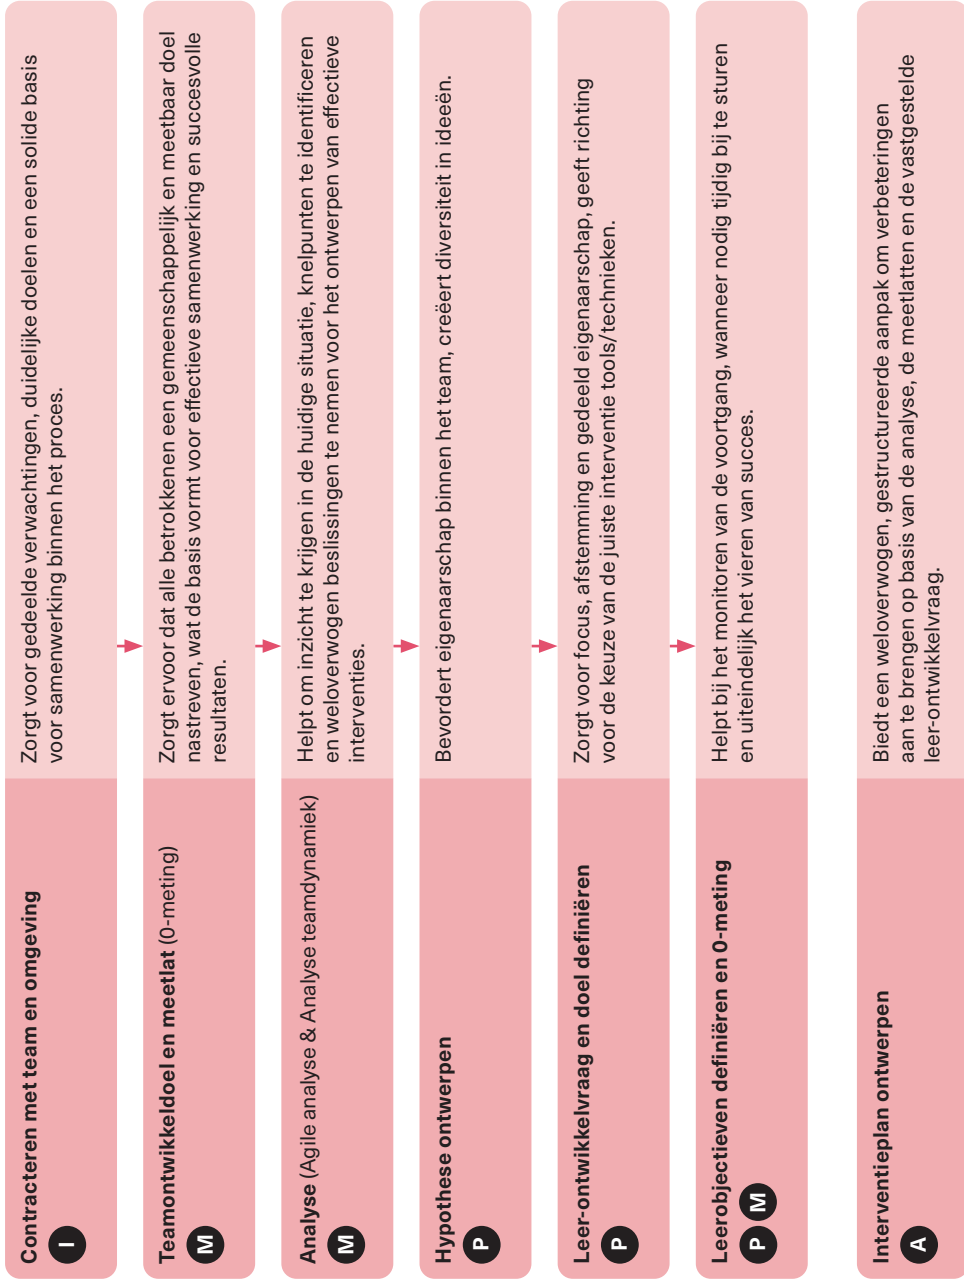 Contracteren met team en omgeving
I
Zorgt voor gedeelde verwachtingen, duidelijke doelen en een solide basis
voor samenwerking binnen het proces.
Teamontwikkeldoel en meetlat (0-meting)
M
Zorgt ervoor dat alle betrokkenen een gemeenschappelijk en meetbaar doel
nastreven, wat de basis vormt voor effectieve samenwerking en succesvolle
resultaten.
Analyse (Agile analyse & Analyse teamdynamiek)
M
Helpt om inzicht te krijgen in de huidige situatie, knelpunten te identificeren
en weloverwogen beslissingen te nemen voor het ontwerpen van effectieve
interventies.
Hypothese ontwerpen
P
Bevordert eigenaarschap binnen het team, creëert diversiteit in ideeën.
Leer-ontwikkelvraag en doel definiëren
P
Zorgt voor focus, afstemming en gedeeld eigenaarschap, geeft richting
voor de keuze van de juiste interventie tools/technieken.
Leerobjectieven definiëren en 0-meting
P M
Helpt bij het monitoren van de voortgang, wanneer nodig tijdig bij te sturen
en uiteindelijk het vieren van succes.
Interventieplan ontwerpen
A
Biedt een weloverwogen, gestructureerde aanpak om verbeteringen
aan te brengen op basis van de analyse, de meetlatten en de vastgestelde
leer-ontwikkelvraag.